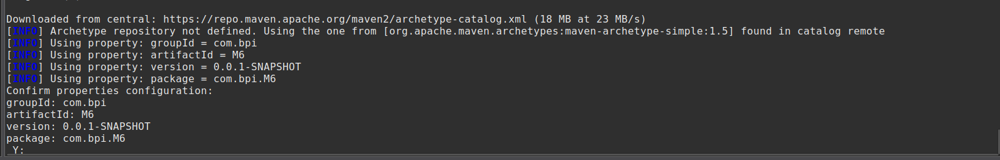 Downloaded from central: https://repo.maven.apache.org/maven2/archetype-catalog.xml (18 MB at 23 MB/s)
[INFO] Archetype repository not defined. Using the one from [org.apache.maven.archetypes:maven-archetype-simple:1.5] found in catalog remote
[INFO] Using property: groupId = com.bpi
[INFO] Using property: artifactId = M6
[INFO] Using property: version = 0.0.1-SNAPSHOT
[INFO] Using property: package = com.bpi.M6
Confirm properties configuration:
groupId: com.bpi
artifactId: M6
version: 0.0.1-SNAPSHOT
package: com.bpi.M6
Y: